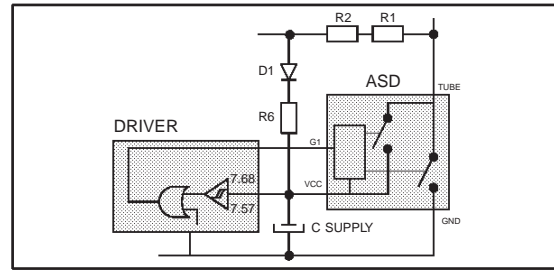 R2 R1
D1
ASD
TUBE
R6
DRIVER
G1
7.68
VCC
7.57
GND
C SUPPLY